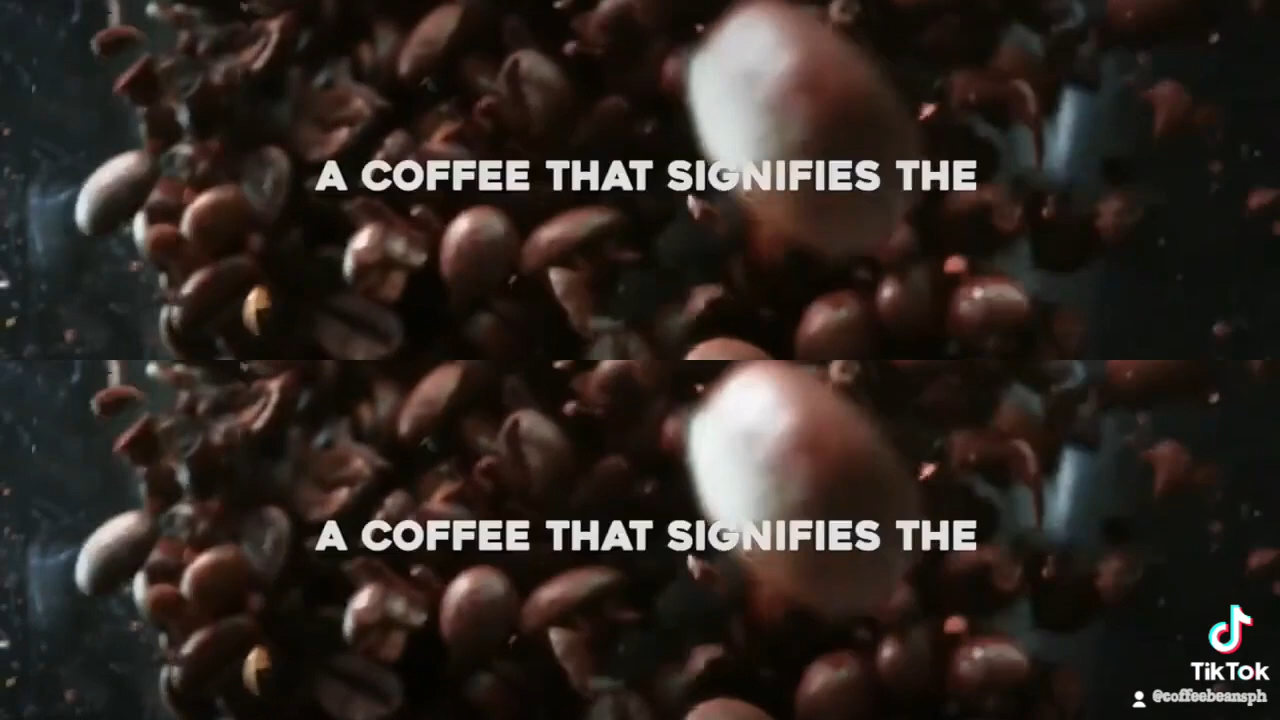 A COFFEE THAT SIGNIFIES THE
A COFFEE THAT SIGNIFIES THE
TikTok
@coffeebeansph